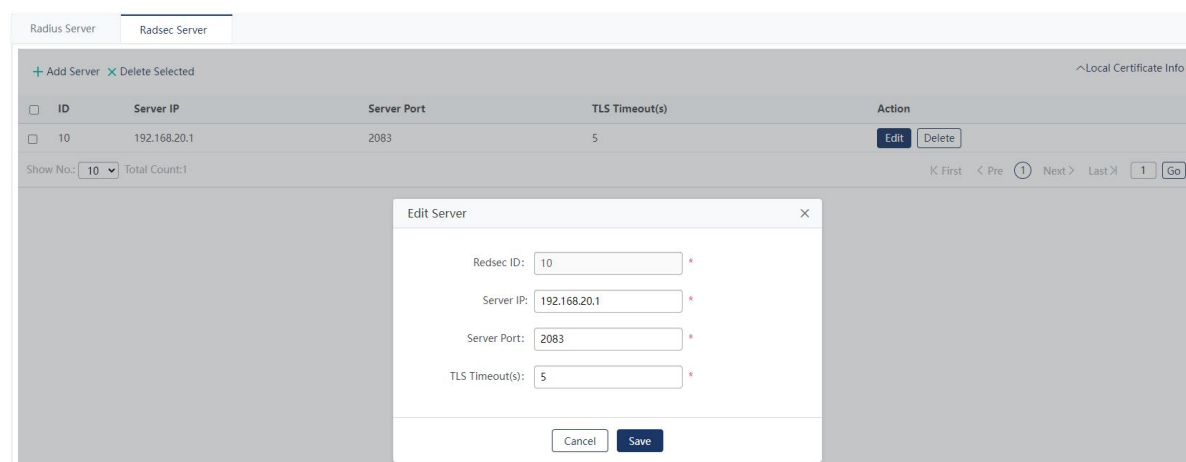 Radius Server Radsec Server
+ Add Server × Delete Selected Local Certificate Info
ID Server IP Server Port TLS Timeout(s) Action
10 192.168.20.1 2083 5 Edit Delete
Show No.: 10 Total Count:1 First < Pre 1 Next > Last 1 Go
Edit Server ×
Redsec ID: 10 *
Server IP: 192.168.20.1 *
Server Port: 2083 *
TLS Timeout(s): 5 *
Cancel Save